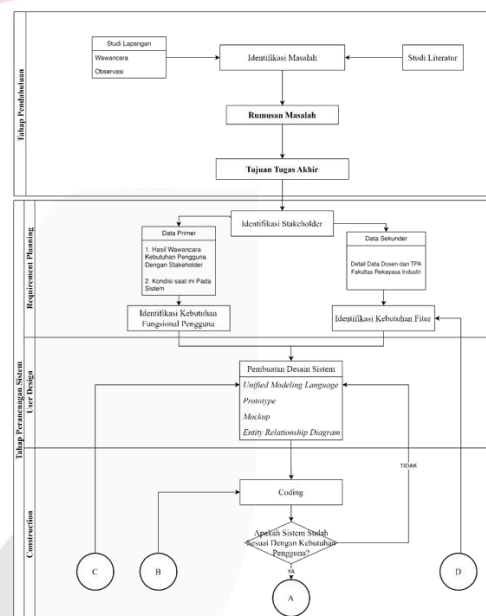 Tahap Pendahuluan
Studi Lapangan
Wawancara
Observasi
Identifikasi Masalah
Studi Literatur
Rumusan Masalah
Tujuan Tugas Akhir
Tahap Perancangan Sistem
Requirement Planning
Identifikasi Stakeholder
Data Primer
1. Hasil Wawancara
Kebutuhan Pengguna
Dengan Stakeholder
2. Kondisi saat ini Pada
Sistem
Data Sekunder
Detail Data Dosen dan TPA
Fakultas Rekayasa Industri
Identifikasi Kebutuhan
Fungsional Pengguna
Identifikasi Kebutuhan Fitur
User Design
Pembuatan Desain Sistem
Unified Modeling Language
Prototype
Mockup
Entity Relationship Diagram
TIDAK
Construction
Coding
Apakah Sistem Sudah
Sesuai Dengan Kebutuhan
Pengguna?
YA
C
B
A
D